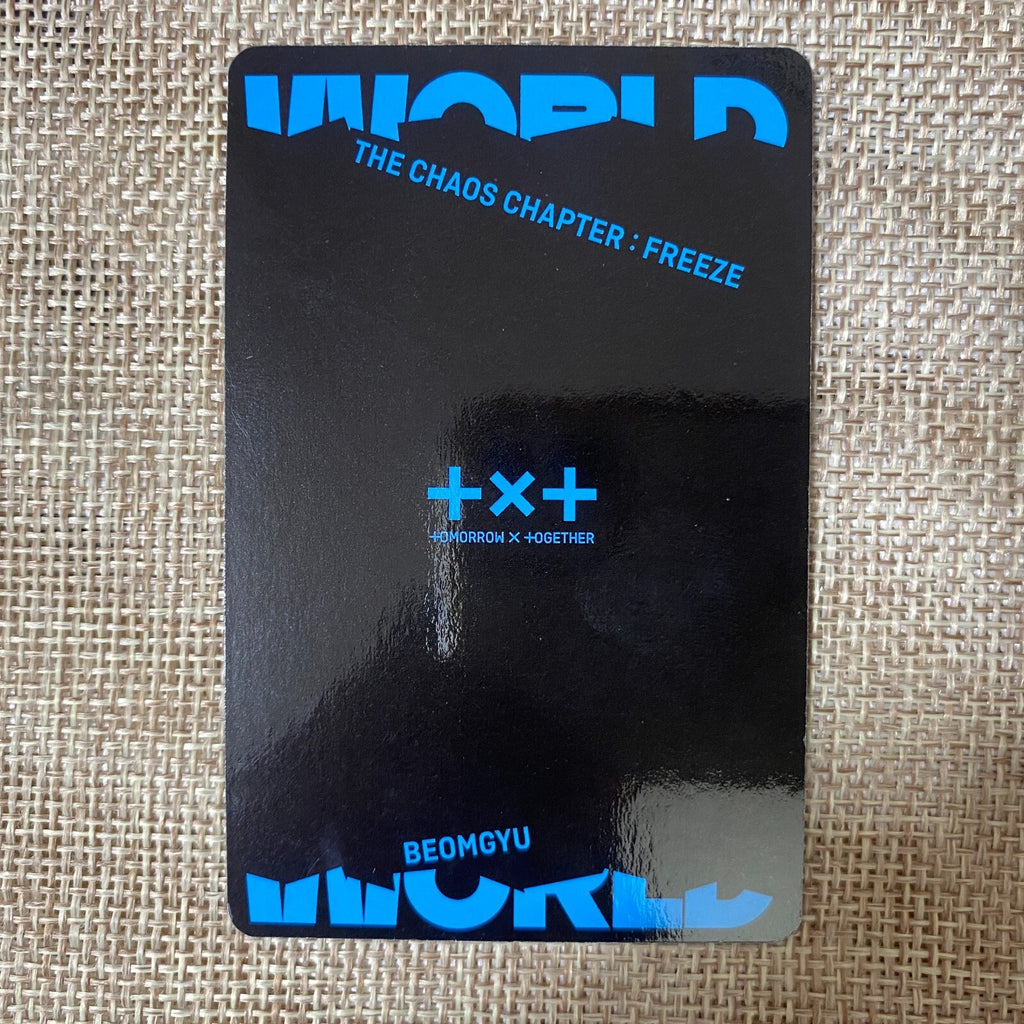 WORLD
THE CHAOS CHAPTER : FREEZE
+×+
TOMORROW × TOGETHER
BEOMGYU
WORLD